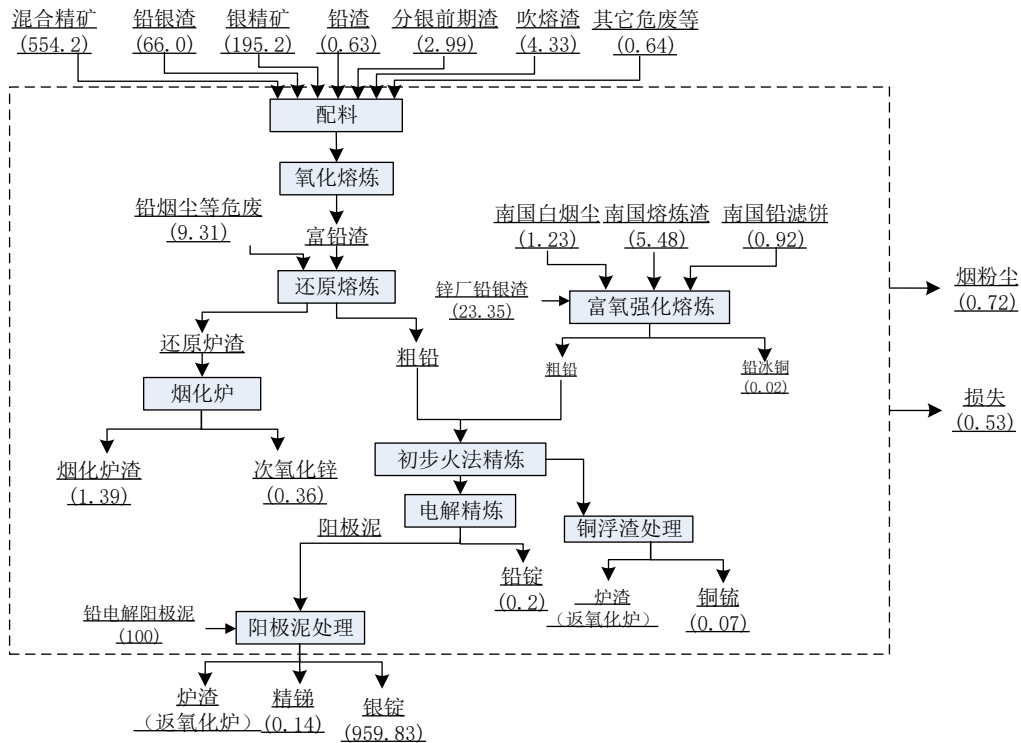 混合精矿
(554.2)
铅银渣
(66.0)
银精矿
(195.2)
铅渣
(0.63)
分银前期渣
(2.99)
吹熔渣
(4.33)
其它危废等
(0.64)
配料
氧化熔炼
铅烟尘等危废
(9.31)
富铅渣
还原熔炼
南国白烟尘
(1.23)
南国熔炼渣
(5.48)
南国铅滤饼
(0.92)
锌厂铅银渣
(23.35)
富氧强化熔炼
烟粉尘
(0.72)
还原炉渣
粗铅
粗铅
铅冰铜
(0.02)
烟化炉
损失
(0.53)
烟化炉渣
(1.39)
次氧化锌
(0.36)
初步火法精炼
电解精炼
铜浮渣处理
阳极泥
铅锭
(0.2)
炉渣
（返氧化炉）
铜锍
(0.07)
铅电解阳极泥
(100)
阳极泥处理
炉渣
（返氧化炉）
精锑
(0.14)
银锭
(959.83)